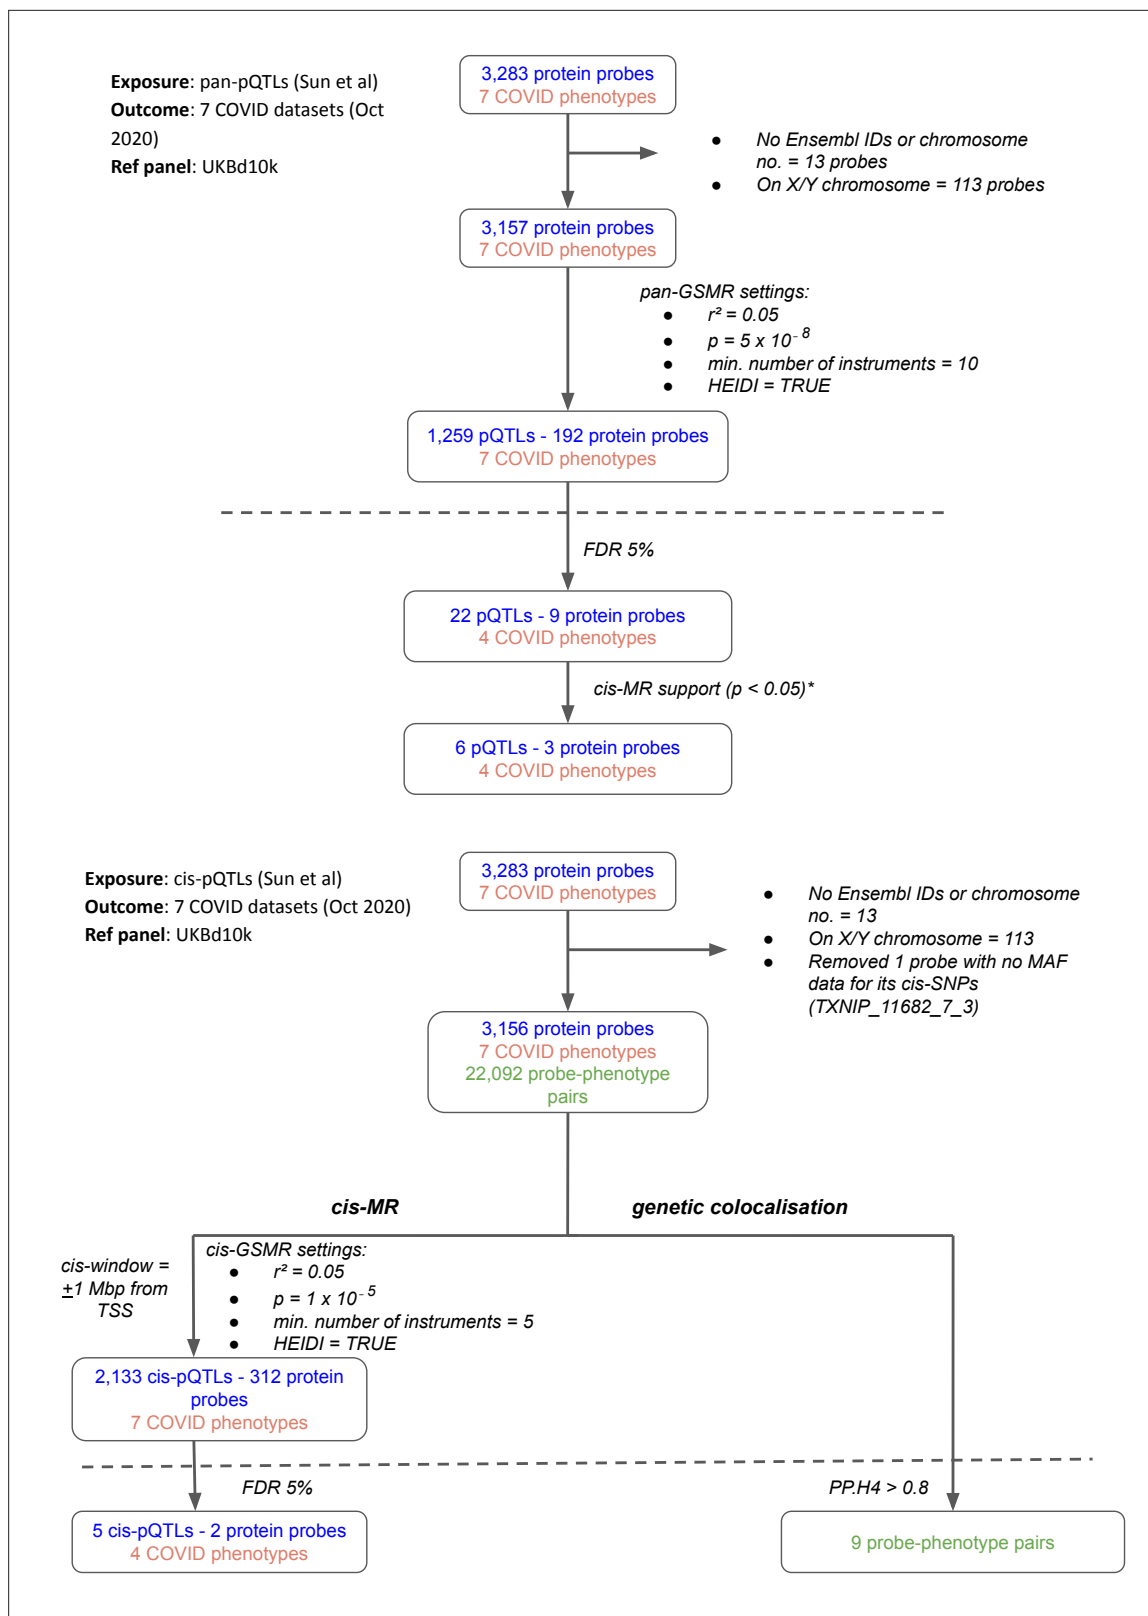 Exposure: pan-pQTLs (Sun et al)
Outcome: 7 COVID datasets (Oct
2020)
Ref panel: UKBd10k
3,283 protein probes
7 COVID phenotypes
● No Ensembl IDs or chromosome
no. = 13 probes
● On X/Y chromosome = 113 probes
3,157 protein probes
7 COVID phenotypes
pan-GSMR settings:
● r² = 0.05
● p = 5 x 10⁻⁸
● min. number of instruments = 10
● HEIDI = TRUE
1,259 pQTLs - 192 protein probes
7 COVID phenotypes
FDR 5%
22 pQTLs - 9 protein probes
4 COVID phenotypes
cis-MR support (p < 0.05)*
6 pQTLs - 3 protein probes
4 COVID phenotypes
Exposure: cis-pQTLs (Sun et al)
Outcome: 7 COVID datasets (Oct 2020)
Ref panel: UKBd10k
3,283 protein probes
7 COVID phenotypes
● No Ensembl IDs or chromosome
no. = 13
● On X/Y chromosome = 113
● Removed 1 probe with no MAF
data for its cis-SNPs
(TXNIP_11682_7_3)
3,156 protein probes
7 COVID phenotypes
22,092 probe-phenotype
pairs
cis-MR
genetic colocalisation
cis-window =
±1 Mbp from
TSS
cis-GSMR settings:
● r² = 0.05
● p = 1 x 10⁻⁵
● min. number of instruments = 5
● HEIDI = TRUE
2,133 cis-pQTLs - 312 protein
probes
7 COVID phenotypes
FDR 5%
PP.H4 > 0.8
5 cis-pQTLs - 2 protein probes
4 COVID phenotypes
9 probe-phenotype pairs